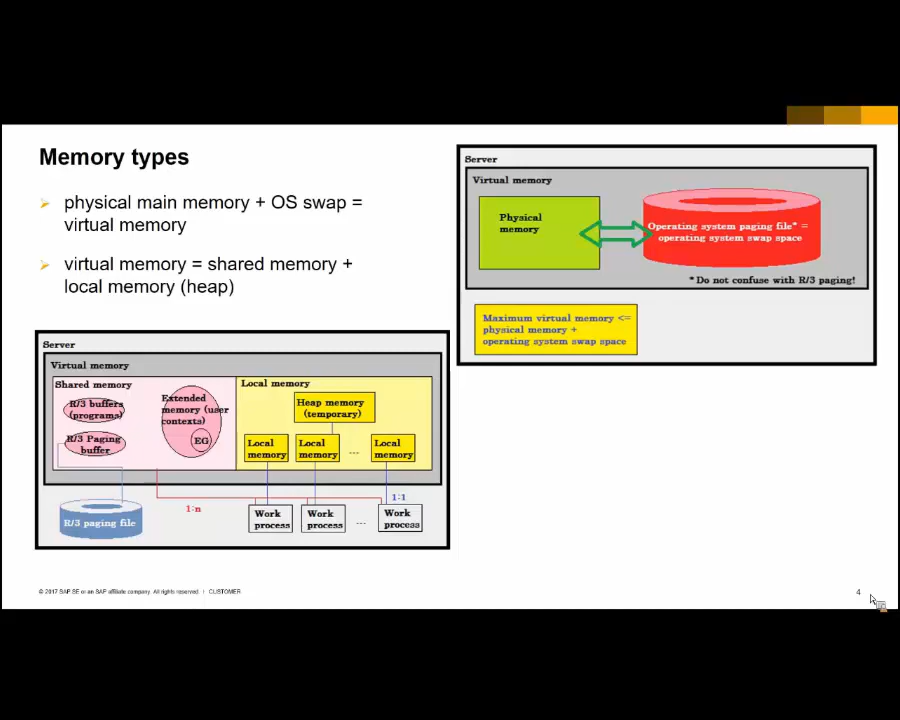 Memory types
physical main memory + OS swap =
virtual memory
virtual memory = shared memory +
local memory (heap)
Server
Virtual memory
Physical
memory
Operating system paging file* =
operating system swap space
*Do not confuse with R/3 paging!
Maximum virtual memory <=
physical memory +
operating system swap space
Server
Virtual memory
Shared memory
R/3 buffers
(programs)
R/3 Paging
buffer
Extended
memory (user
contexts)
EG
Local memory
Heap memory
(temporary)
Local
memory
Local
memory
...
Local
memory
1:n
1:1
R/3 paging file
Work
process
Work
process
...
Work
process
© 2017 SAP SE or an SAP affiliate company. All rights reserved. | CUSTOMER
4